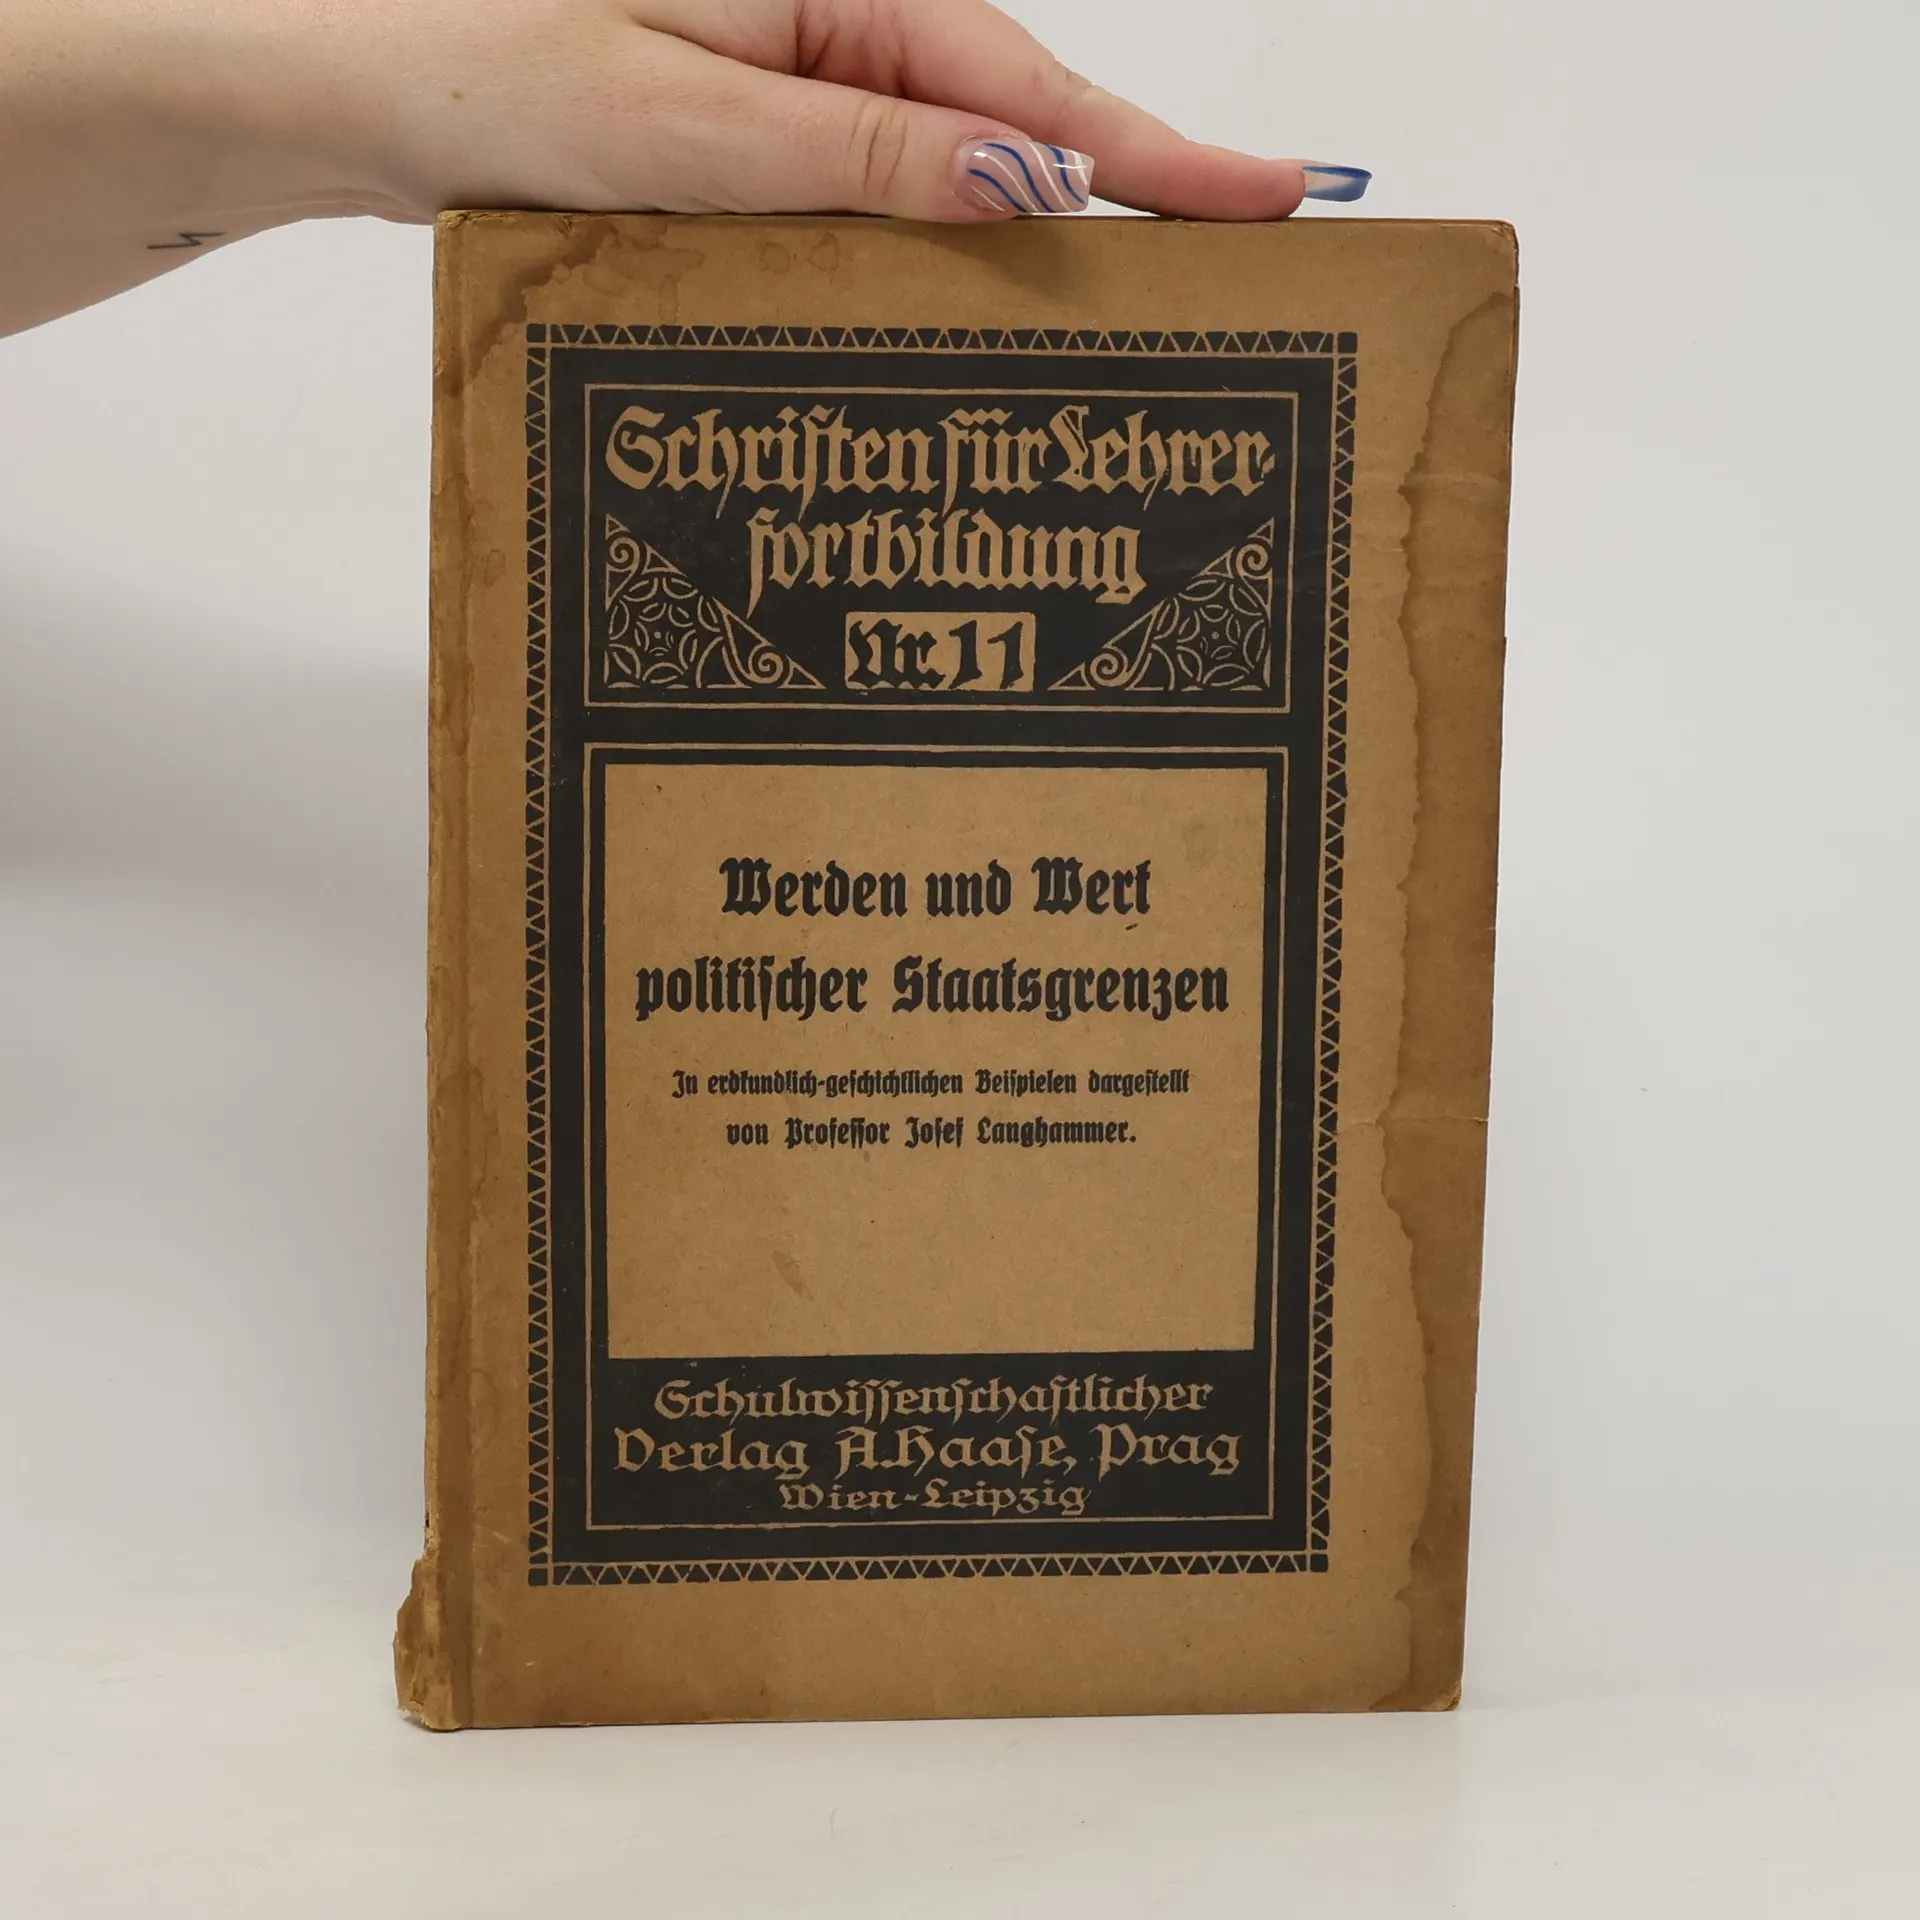 Schriften für Lehrer-
fortbildung
Nr. 11
Werden und Wert
politischer Staatsgrenzen
In erdkundlich-geschichtlichen Beispielen dargestellt
von Professor Josef Langhammer.
Schulwissenschaftlicher
Verlag A. Haase, Prag
Wien-Leipzig